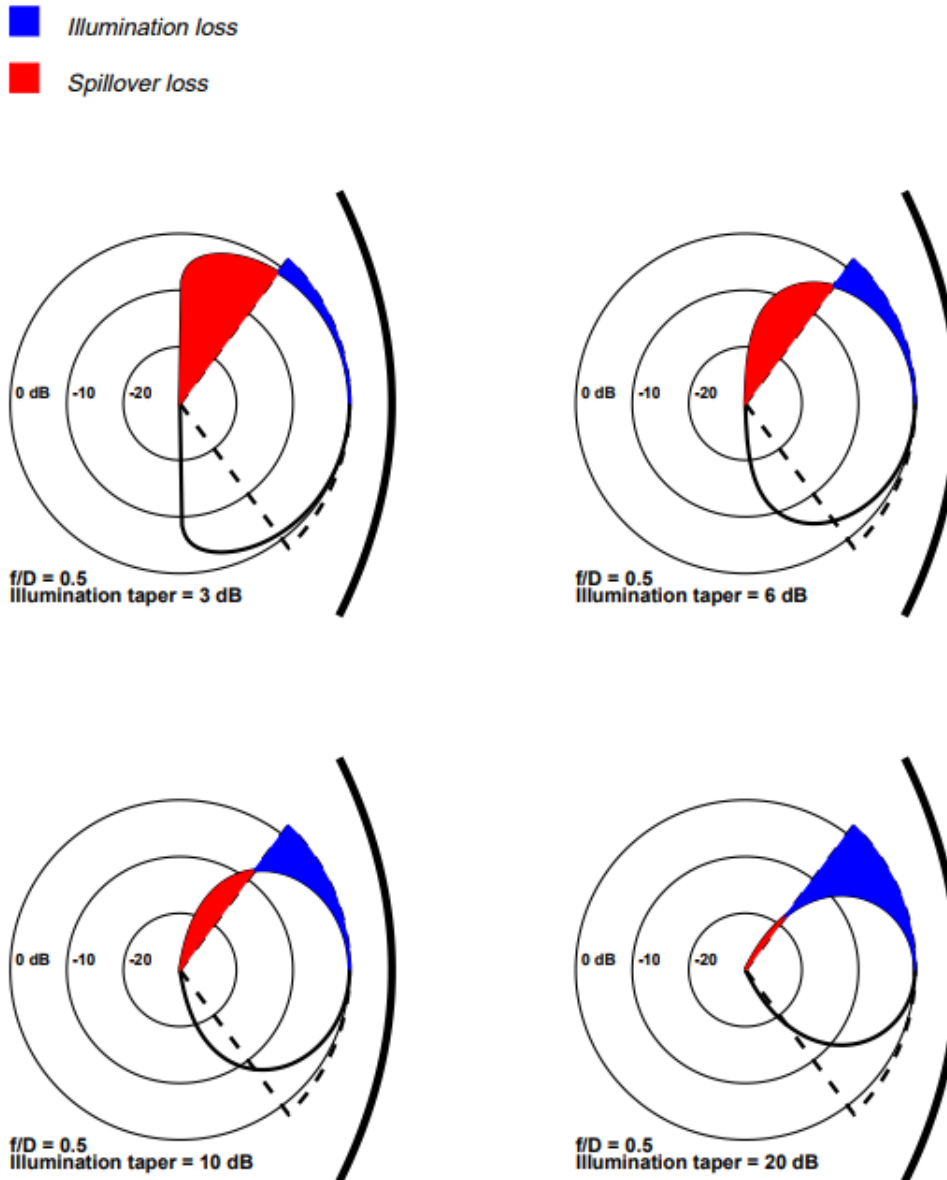 Illumination loss
Spillover loss
0 dB -10 -20
f/D = 0.5
Illumination taper = 3 dB
0 dB -10 -20
f/D = 0.5
Illumination taper = 6 dB
0 dB -10 -20
f/D = 0.5
Illumination taper = 10 dB
0 dB -10 -20
f/D = 0.5
Illumination taper = 20 dB